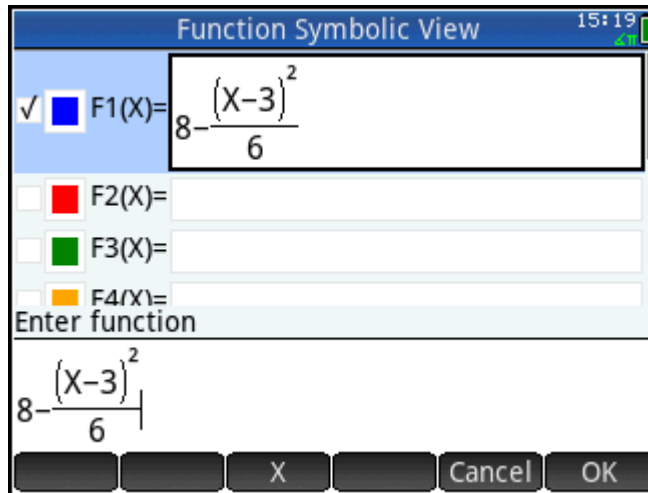 Function Symbolic View 15:19 ∡π
√ F1(X)= 8-(X-3)²/6
F2(X)=
F3(X)=
F4(X)=
Enter function
8-(X-3)²/6
X Cancel OK